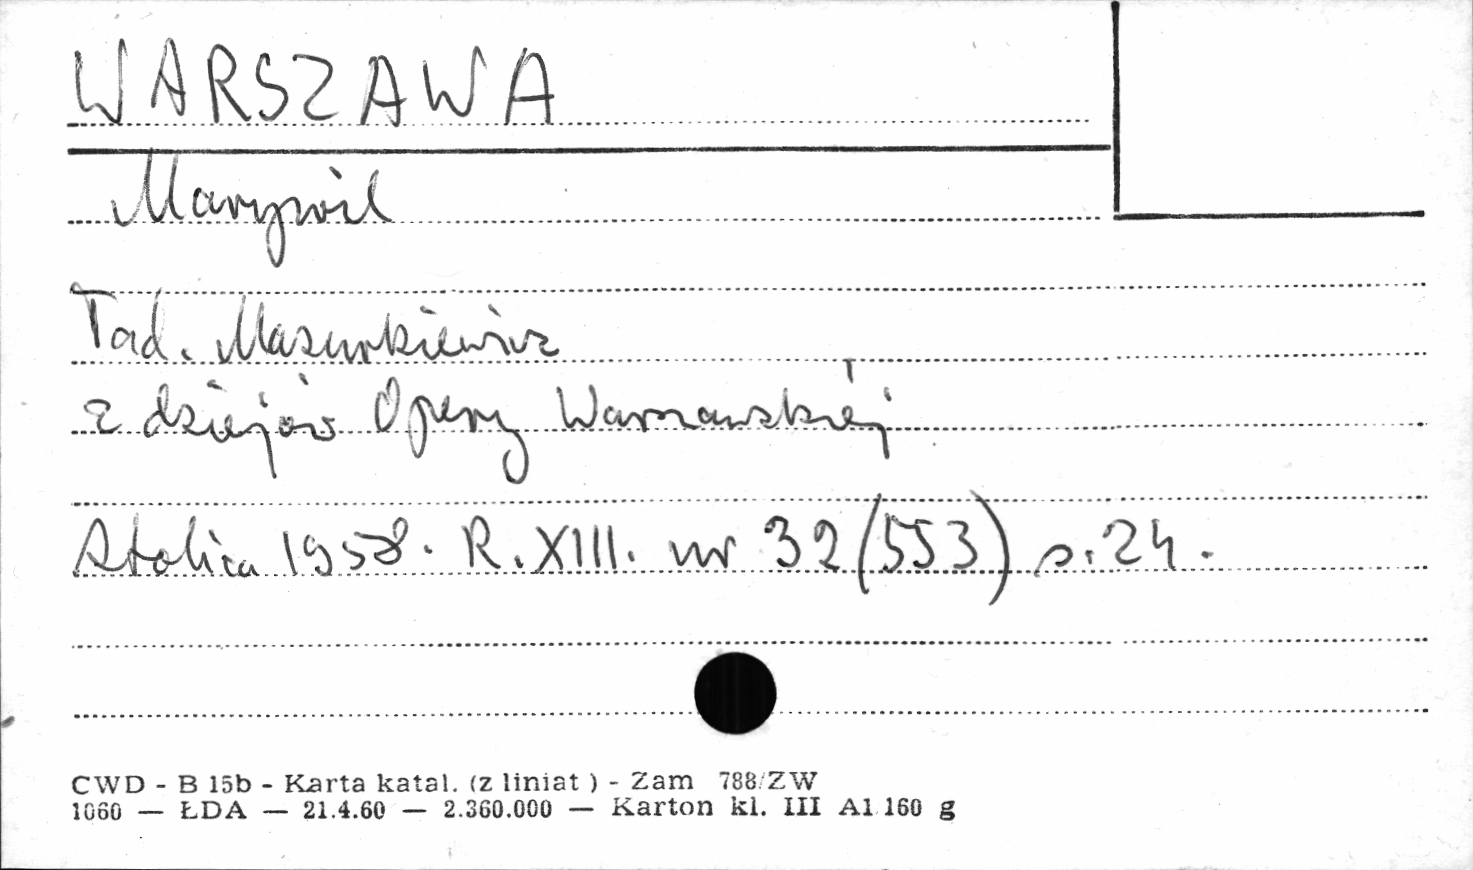 WARSZAWA
Marywil
Tad. Mazurkiewicz
z dziejów Opery Warszawskiej
Stolica 1958. R. XIII. nr 32 (553) s. 24.
CWD - B 15b - Karta katal. (z liniat ) - Zam 788/ZW
1060 — ŁDA — 21.4.60 — 2.360.000 — Karton kl. III A1 160 g